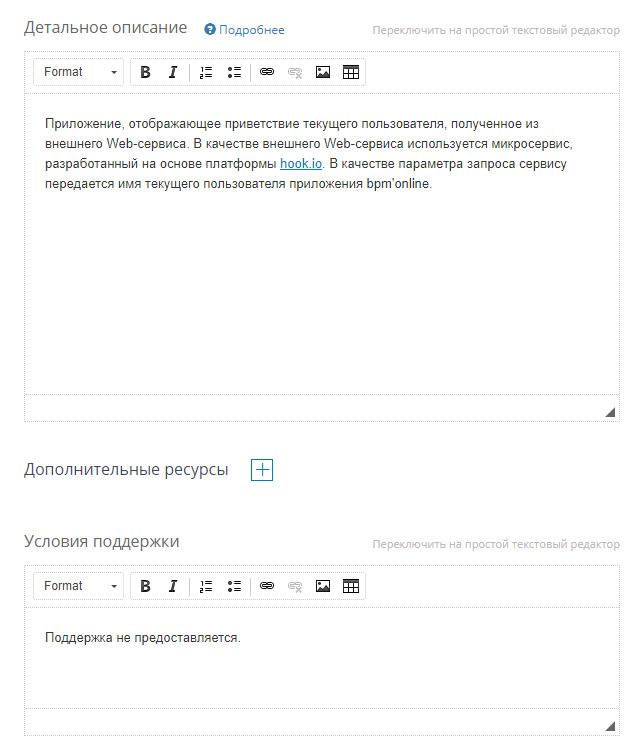 Детальное описание ? Подробнее Переключить на простой текстовый редактор
Format B I
Приложение, отображающее приветствие текущего пользователя, полученное из
внешнего Web-сервиса. В качестве внешнего Web-сервиса используется микросервис,
разработанный на основе платформы hook.io. В качестве параметра запроса сервису
передается имя текущего пользователя приложения bpm'online.
Дополнительные ресурсы
Условия поддержки Переключить на простой текстовый редактор
Format B I
Поддержка не предоставляется.